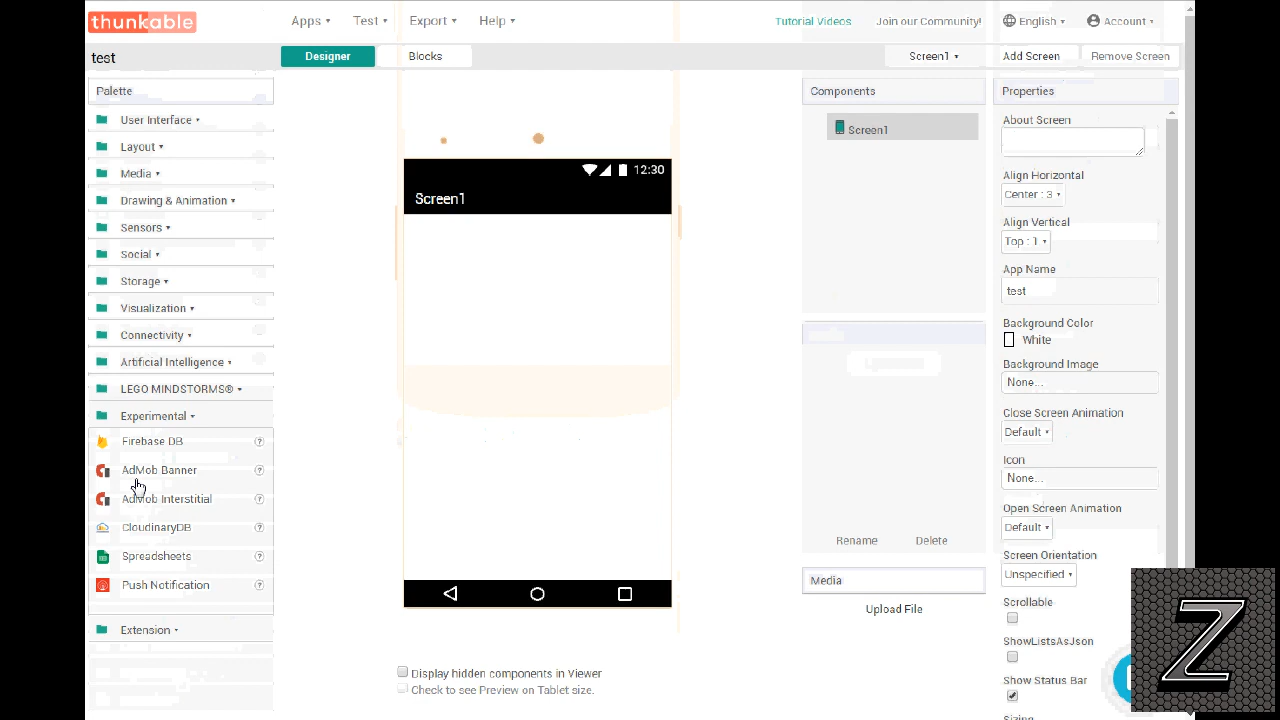 thunkable
Apps
Test
Export
Help
Tutorial Videos
Join our Community!
English
Account
test
Designer
Blocks
Screen1
Add Screen
Remove Screen
Palette
User Interface
Layout
Media
Drawing & Animation
Sensors
Social
Storage
Visualization
Connectivity
Artificial Intelligence
LEGO MINDSTORMS®
Experimental
Firebase DB ?
AdMob Banner ?
AdMob Interstitial ?
CloudinaryDB ?
Spreadsheets ?
Push Notification ?
Extension
12:30
Screen1
Display hidden components in Viewer
Check to see Preview on Tablet size.
Components
Screen1
Rename
Delete
Media
Upload File
Properties
About Screen
Align Horizontal
Center : 3
Align Vertical
Top : 1
App Name
test
Background Color
White
Background Image
None...
Close Screen Animation
Default
Icon
None...
Open Screen Animation
Default
Screen Orientation
Unspecified
Scrollable
ShowListsAsJson
Show Status Bar
Sizing
Z